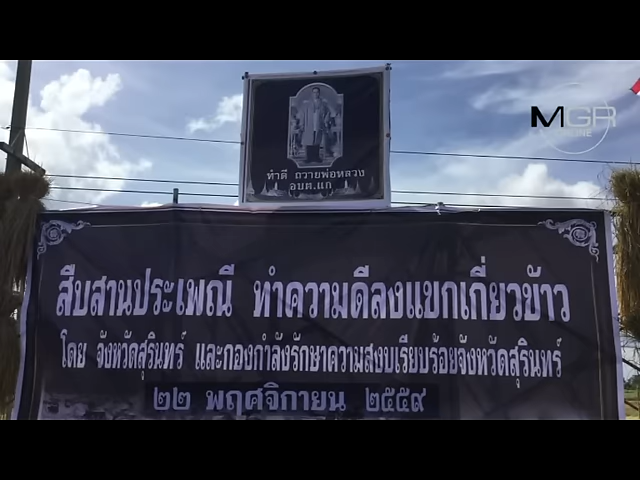 MGR
ONLINE
ทำดี ถวายพ่อหลวง
อบต.แก
สืบสานประเพณี ทำความดีลงแขกเกี่ยวข้าว
โดย จังหวัดสุรินทร์ และกองกำลังรักษาความสงบเรียบร้อยจังหวัดสุรินทร์
๒๒ พฤศจิกายน ๒๕๕๙